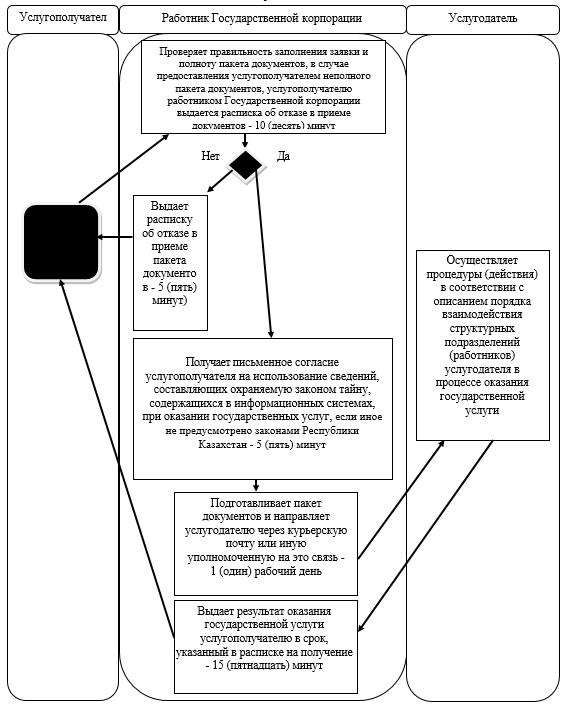 Услугополучател
Работник Государственной корпорации
Услугодатель
Проверяет правильность заполнения заявки и
полноту пакета документов, в случае
предоставления услугополучателем неполного
пакета документов, услугополучателю
работником Государственной корпорации
выдается расписка об отказе в приеме
документов - 10 (десять) минут
Нет
Да
Выдает
расписку
об отказе в
приеме
пакета
документо
в - 5 (пять)
минут)
Осуществляет
процедуры (действия)
в соответствии с
описанием порядка
взаимодействия
структурных
подразделений
(работников)
услугодателя в
процессе оказания
государственной
услуги
Получает письменное согласие
услугополучателя на использование сведений,
составляющих охраняемую законом тайну,
содержащихся в информационных системах,
при оказании государственных услуг, если иное
не предусмотрено законами Республики
Казахстан - 5 (пять) минут
Подготавливает пакет
документов и направляет
услугодателю через курьерскую
почту или иную
уполномоченную на это связь -
1 (один) рабочий день
Выдает результат оказания
государственной услуги
услугополучателю в срок,
указанный в расписке на получение
- 15 (пятнадцать) минут